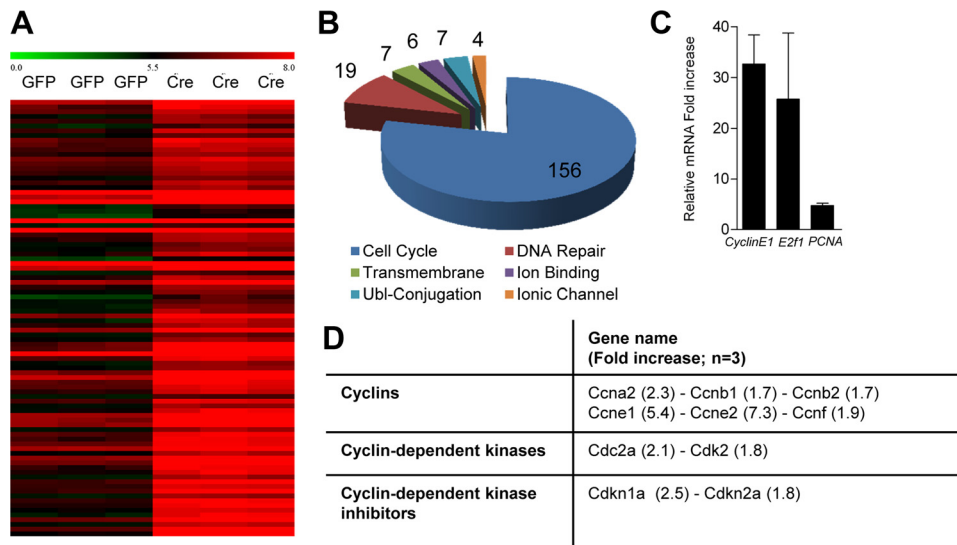 A
0.0 5.5 8.0
GFP GFP GFP Cre Cre Cre
B
19 7 6 7 4
156
Cell Cycle DNA Repair
Transmembrane Ion Binding
Ubl-Conjugation Ionic Channel
C
Relative mRNA Fold increase
40
30
20
10
0
CyclinE1 E2f1 PCNA
D
Gene name
(Fold increase; n=3)
Cyclins
Ccna2 (2.3) - Ccnb1 (1.7) - Ccnb2 (1.7)
Ccne1 (5.4) - Ccne2 (7.3) - Ccnf (1.9)
Cyclin-dependent kinases
Cdc2a (2.1) - Cdk2 (1.8)
Cyclin-dependent kinase
inhibitors
Cdkn1a (2.5) - Cdkn2a (1.8)